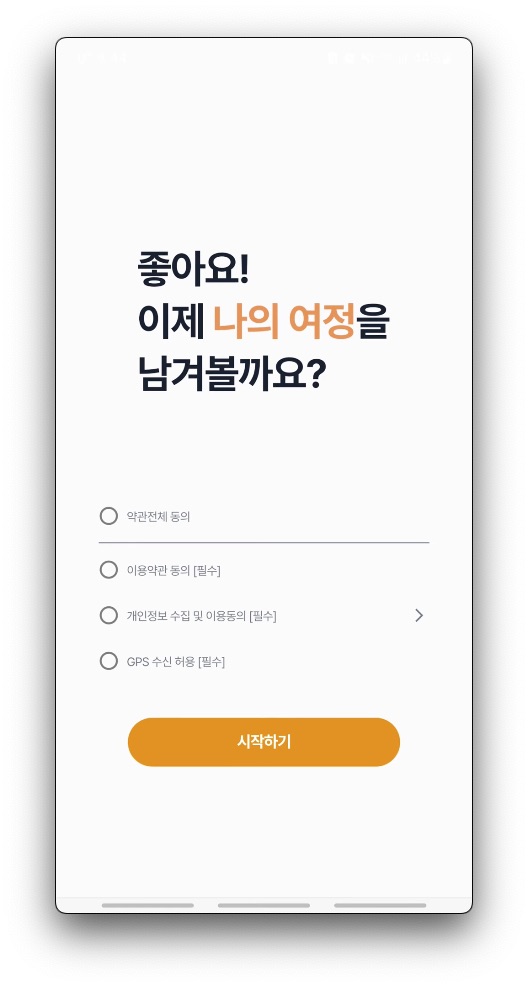 좋아요!
이제 나의 여정을
남겨볼까요?
약관전체 동의
이용약관 동의 [필수]
개인정보 수집 및 이용동의 [필수]
GPS 수신 허용 [필수]
시작하기